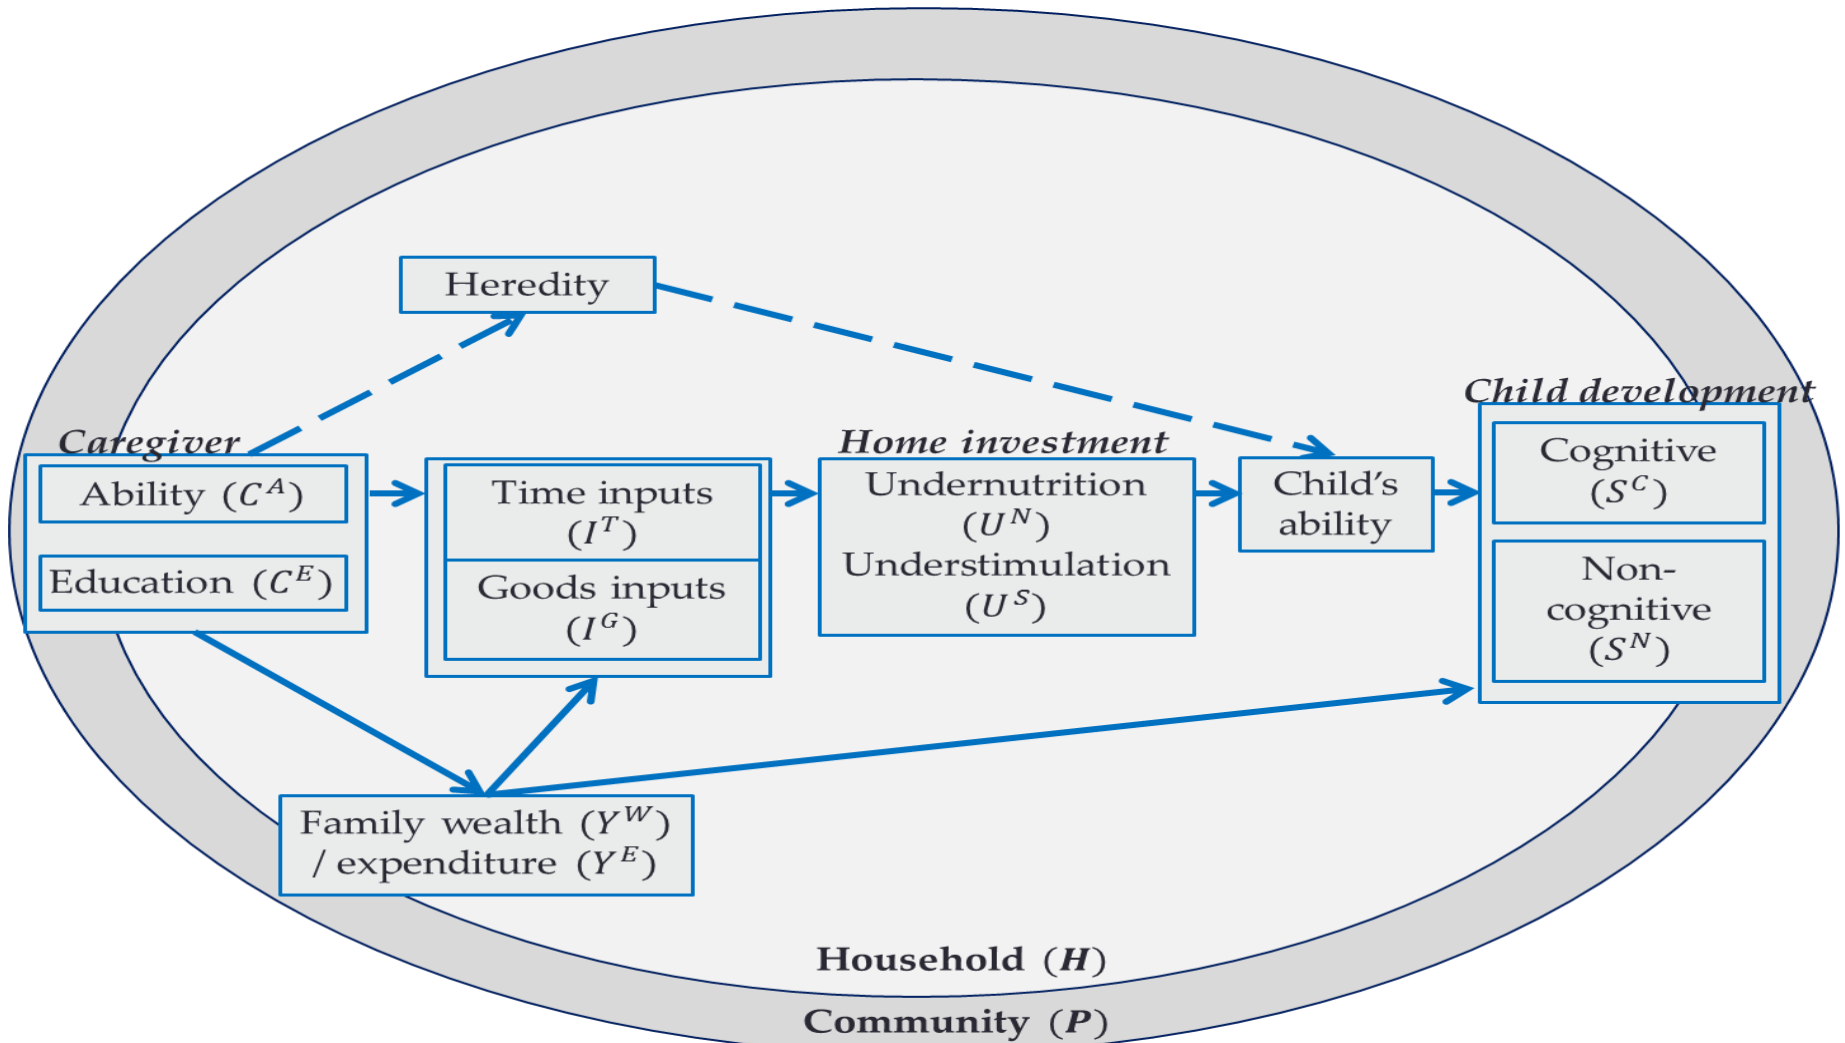 Heredity
Child development
Caregiver
Ability (C^A)
Education (C^E)
Time inputs
(I^T)
Goods inputs
(I^G)
Home investment
Undernutrition
(U^N)
Understimulation
(U^S)
Child's
ability
Cognitive
(S^C)
Non-
cognitive
(S^N)
Family wealth (Y^W)
/ expenditure (Y^E)
Household (H)
Community (P)